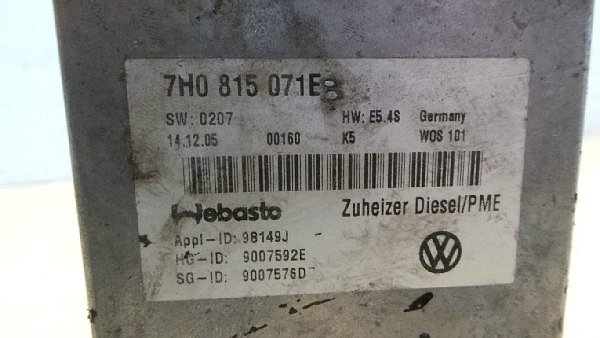 7H0 815 071E
SW: 0207 HW: E5.4S Germany
14.12.05 00160 K5 WOS 101
Webasto Zuheizer Diesel/PME
Appl-ID: 98149J
HG-ID: 9007592E
SG-ID: 9007576D